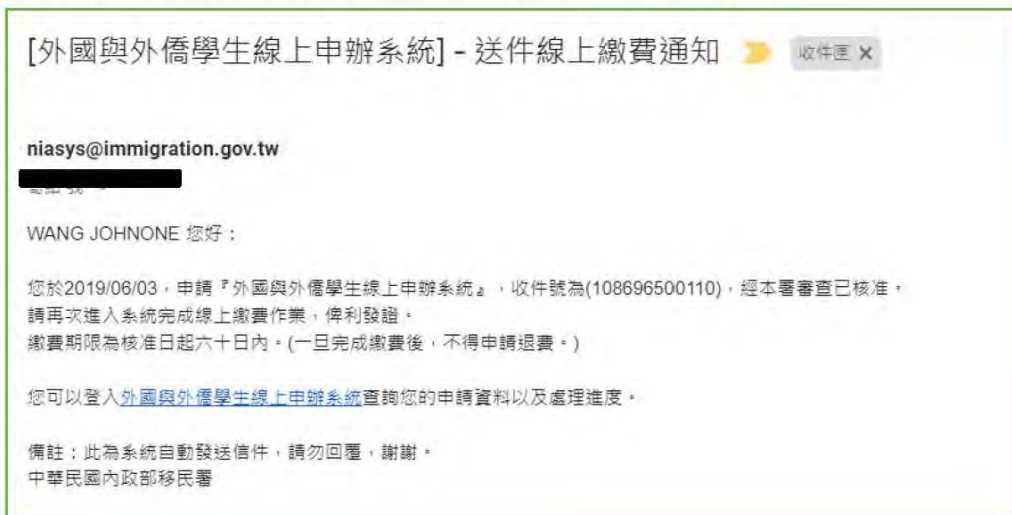 [外國與外僑學生線上申辦系統] - 送件線上繳費通知
收件匣 ×
niasys@immigration.gov.tw
WANG JOHNONE 您好：
您於2019/06/03，申請『外國與外僑學生線上申辦系統』，收件號為(108696500110)，經本署審查已核准。
請再次進入系統完成線上繳費作業，俾利發證。
繳費期限為核准日起六十日內。(一旦完成繳費後，不得申請退費。)
您可以登入外國與外僑學生線上申辦系統查詢您的申請資料以及處理進度。
備註：此為系統自動發送信件，請勿回覆，謝謝。
中華民國內政部移民署